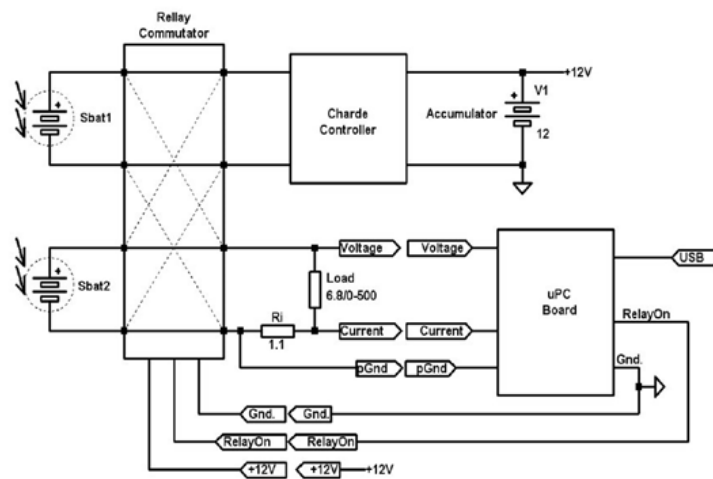 Rellay
Commutator
+12V
V1
Sbat1
Charde
Controller
Accumulator
12
Voltage
Voltage
USB
Load
6.8/0-500
uPC
Board
Sbat2
Ri
1.1
Current
Current
RelayOn
pGnd
pGnd
Gnd.
Gnd.
Gnd.
RelayOn
RelayOn
+12V
+12V
+12V